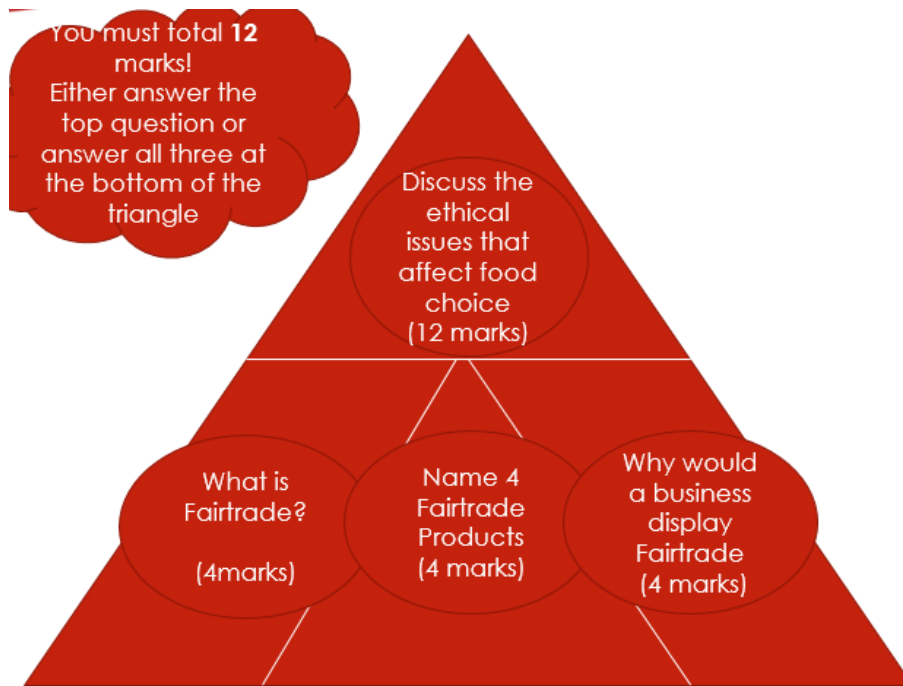 You must total 12
marks!
Either answer the
top question or
answer all three at
the bottom of the
triangle
Discuss the
ethical
issues that
affect food
choice
(12 marks)
What is
Fairtrade?
(4marks)
Name 4
Fairtrade
Products
(4 marks)
Why would
a business
display
Fairtrade
(4 marks)